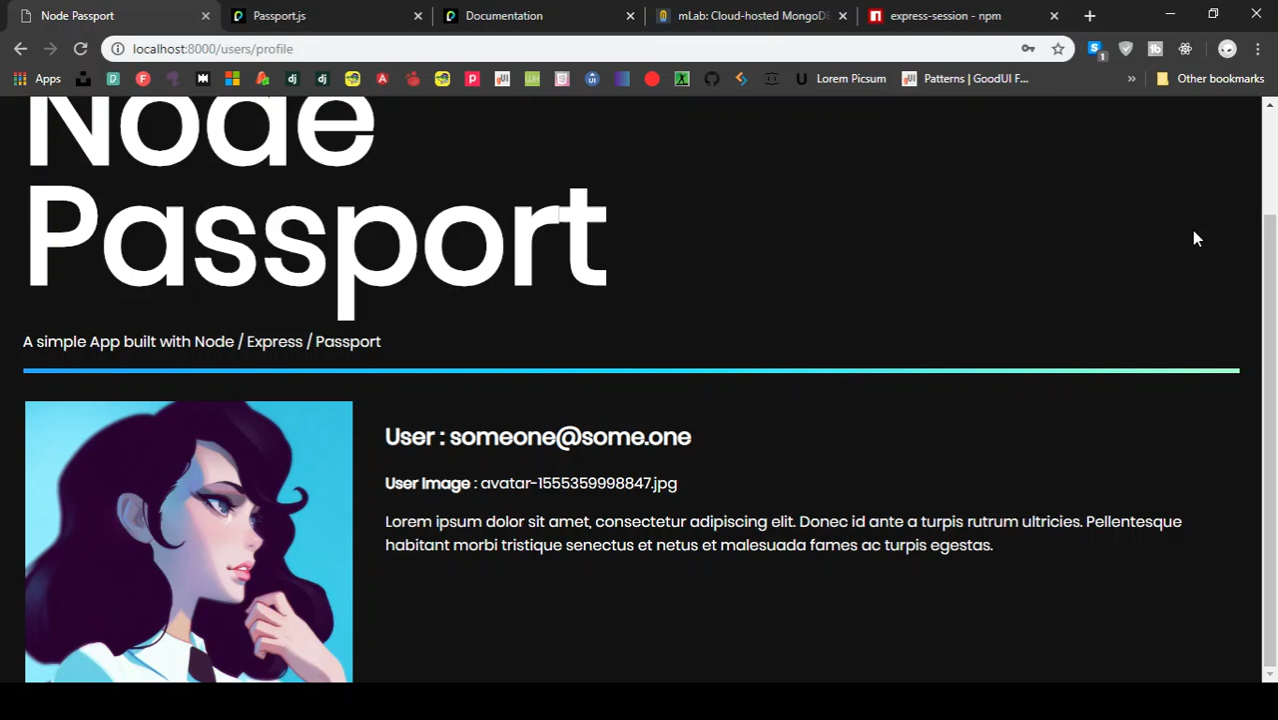 Node Passport
Passport.js
Documentation
mLab: Cloud-hosted MongoDB
express-session - npm
localhost:8000/users/profile
1
Apps
Lorem Picsum
Patterns | GoodUI F...
Other bookmarks
Node
Passport
A simple App built with Node / Express / Passport
User : someone@some.one
User Image : avatar-1555359998847.jpg
Lorem ipsum dolor sit amet, consectetur adipiscing elit. Donec id ante a turpis rutrum ultricies. Pellentesque
habitant morbi tristique senectus et netus et malesuada fames ac turpis egestas.